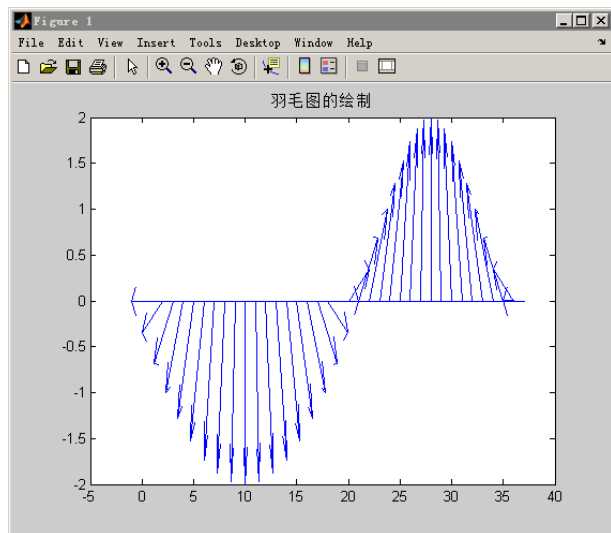 Figure 1
File Edit View Insert Tools Desktop Window Help
羽毛图的绘制
2
1.5
1
0.5
0
-0.5
-1
-1.5
-2
-5 0 5 10 15 20 25 30 35 40